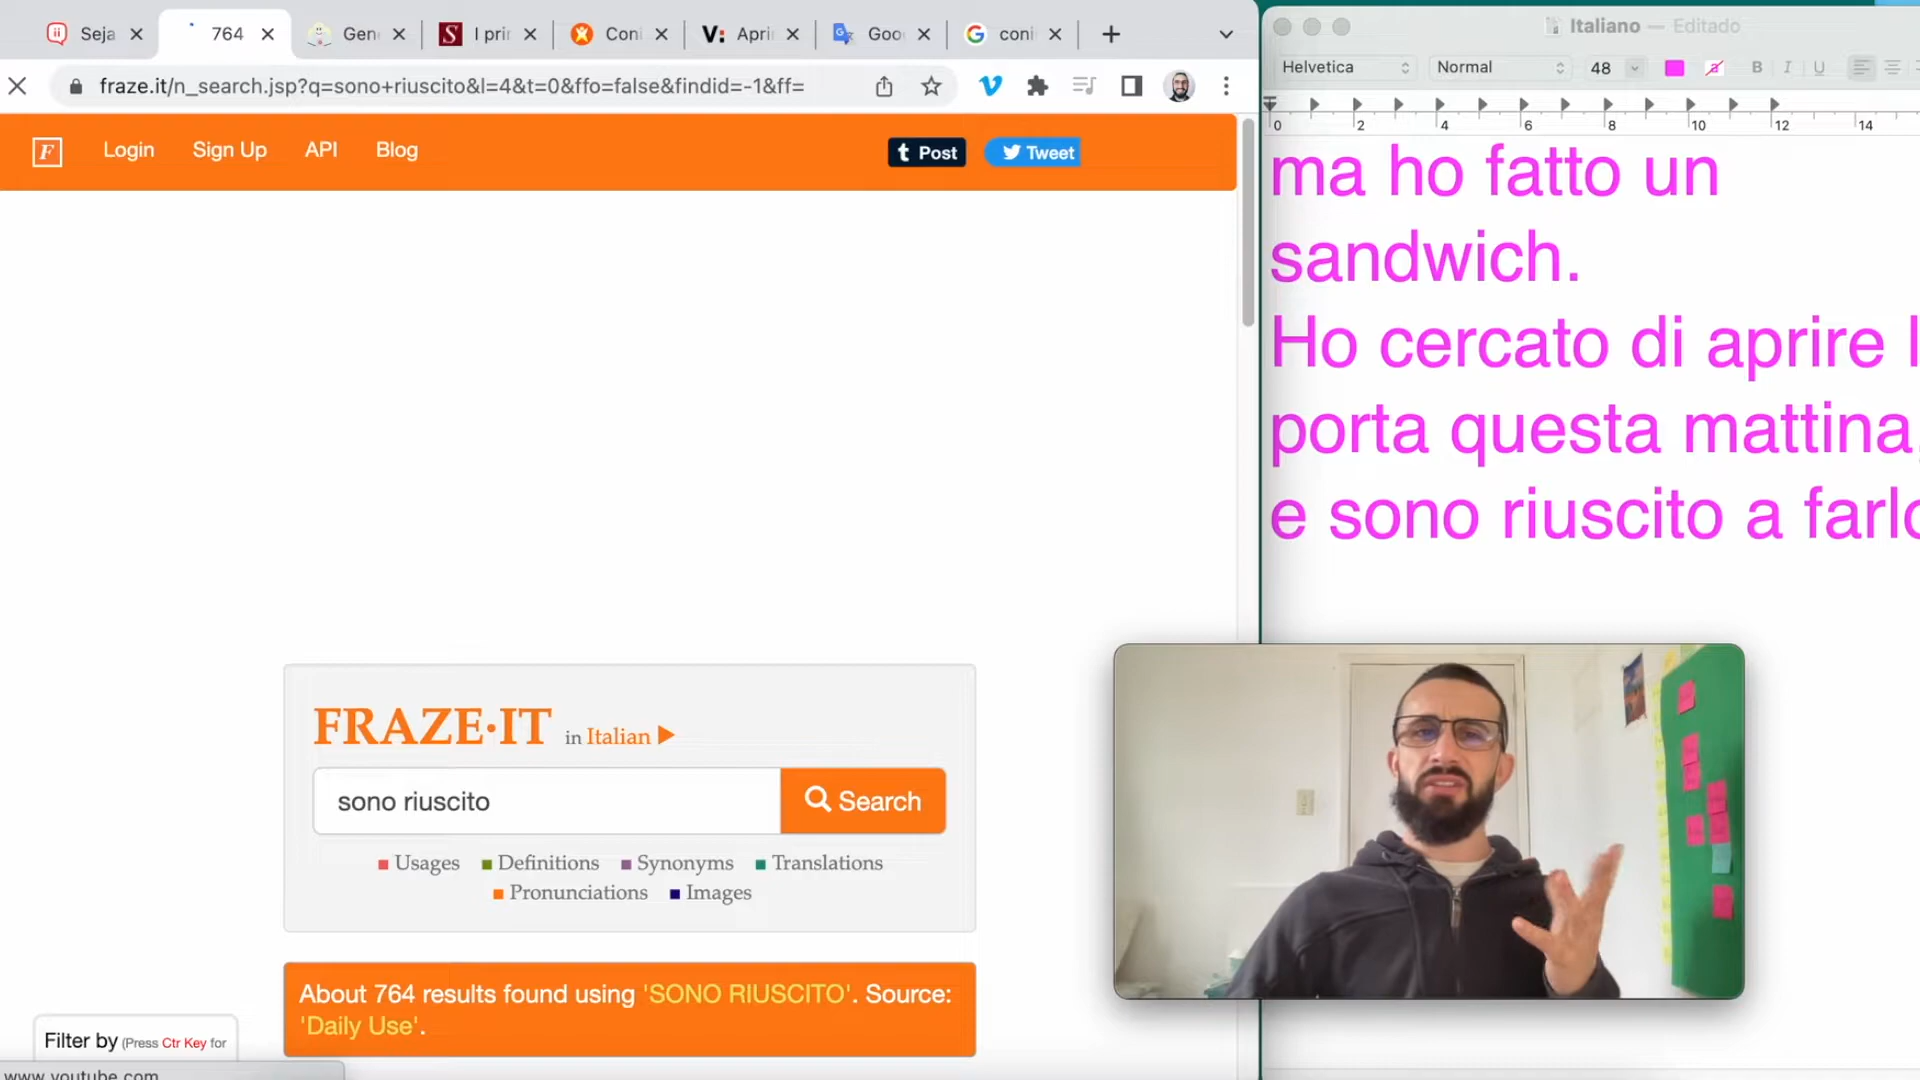 Seja
764
Gen
I prin
Coni
Apri
Goo
coni
fraze.it/n_search.jsp?q=sono+riuscito&l=4&t=0&ffo=false&findid=-1&ff=
F
Login
Sign Up
API
Blog
t Post
Tweet
FRAZE·IT in Italian
sono riuscito
Search
Usages
Definitions
Synonyms
Translations
Pronunciations
Images
About 764 results found using 'SONO RIUSCITO'. Source:
'Daily Use'.
Filter by (Press Ctr Key for
www.youtube.com
Italiano — Editado
Helvetica
Normal
48
a
B
I
U
0
2
4
6
8
10
12
14
ma ho fatto un
sandwich.
Ho cercato di aprire l
porta questa mattina,
e sono riuscito a farlo